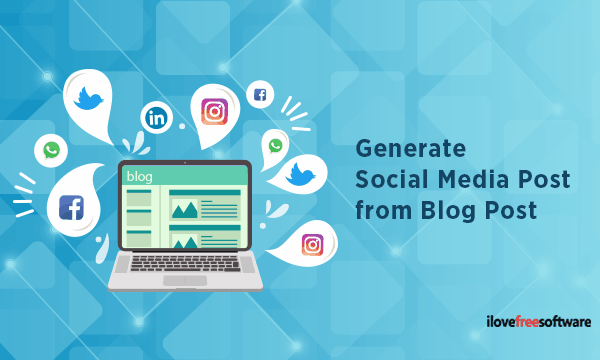 blog
Generate
Social Media Post
from Blog Post
ilovefreesoftware